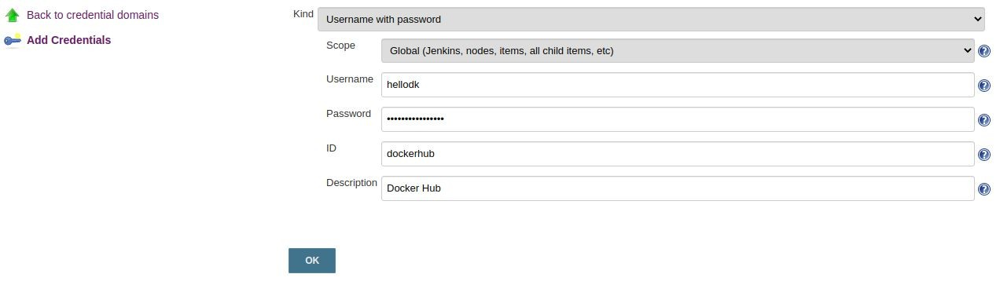 Back to credential domains
Add Credentials
Kind Username with password
Scope Global (Jenkins, nodes, items, all child items, etc)
Username hellodk
Password ••••••••••••••••
ID dockerhub
Description Docker Hub
OK